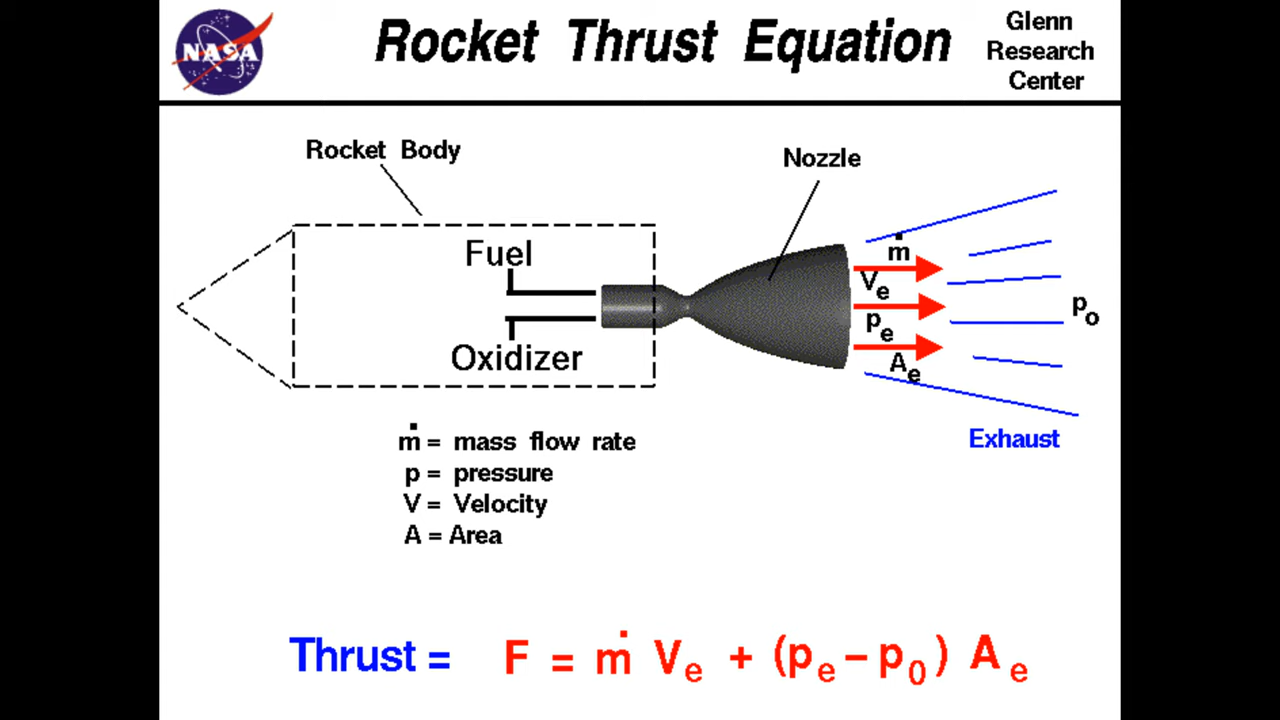 NASA
Rocket Thrust Equation
Glenn
Research
Center
Rocket Body
Nozzle
Fuel
Oxidizer
ṁ
Vₑ
pₑ
Aₑ
pₒ
Exhaust
ṁ = mass flow rate
p = pressure
V = Velocity
A = Area
Thrust = F = ṁ Vₑ + (pₑ − p₀) Aₑ